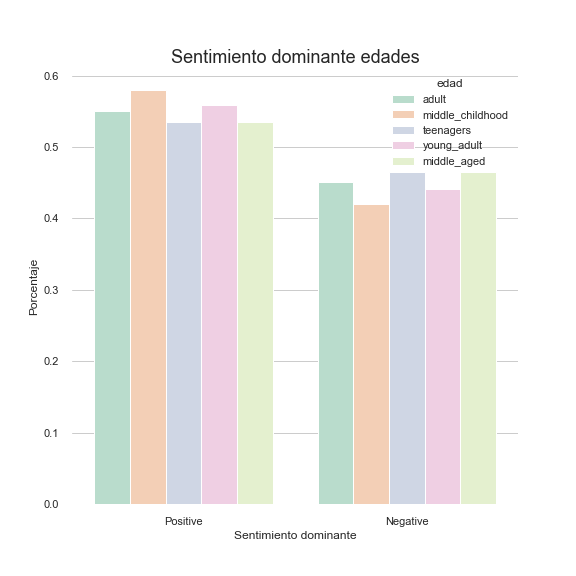 Sentimiento dominante edades
edad
adult
middle_childhood
teenagers
young_adult
middle_aged
0.6
0.5
0.4
0.3
0.2
0.1
0.0
Porcentaje
Positive
Negative
Sentimiento dominante